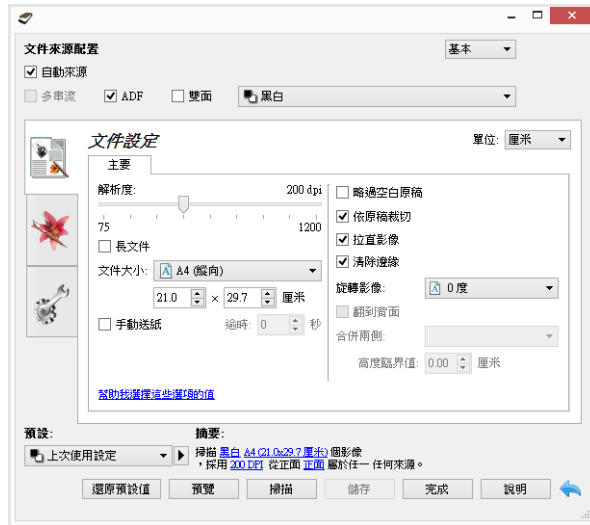 文件來源配置
基本
自動來源
多串流 ADF 雙面 黑白
文件設定
單位: 厘米
主要
解析度: 200 dpi
75 1200
長文件
文件大小: A4 (縱向)
21.0 × 29.7 厘米
手動送紙 逾時: 0 秒
略過空白原稿
依原稿裁切
拉直影像
清除邊緣
旋轉影像: 0 度
翻到背面
合併兩側:
高度臨界值: 0.00 厘米
幫助我選擇這些選項的值
預設:
上次使用設定
摘要:
掃描 黑白 A4 (21.0x29.7 厘米) 個影像
，採用 200 DPI 從正面 正面 屬於任一 任何來源。
還原預設值 預覽 掃描 儲存 完成 說明